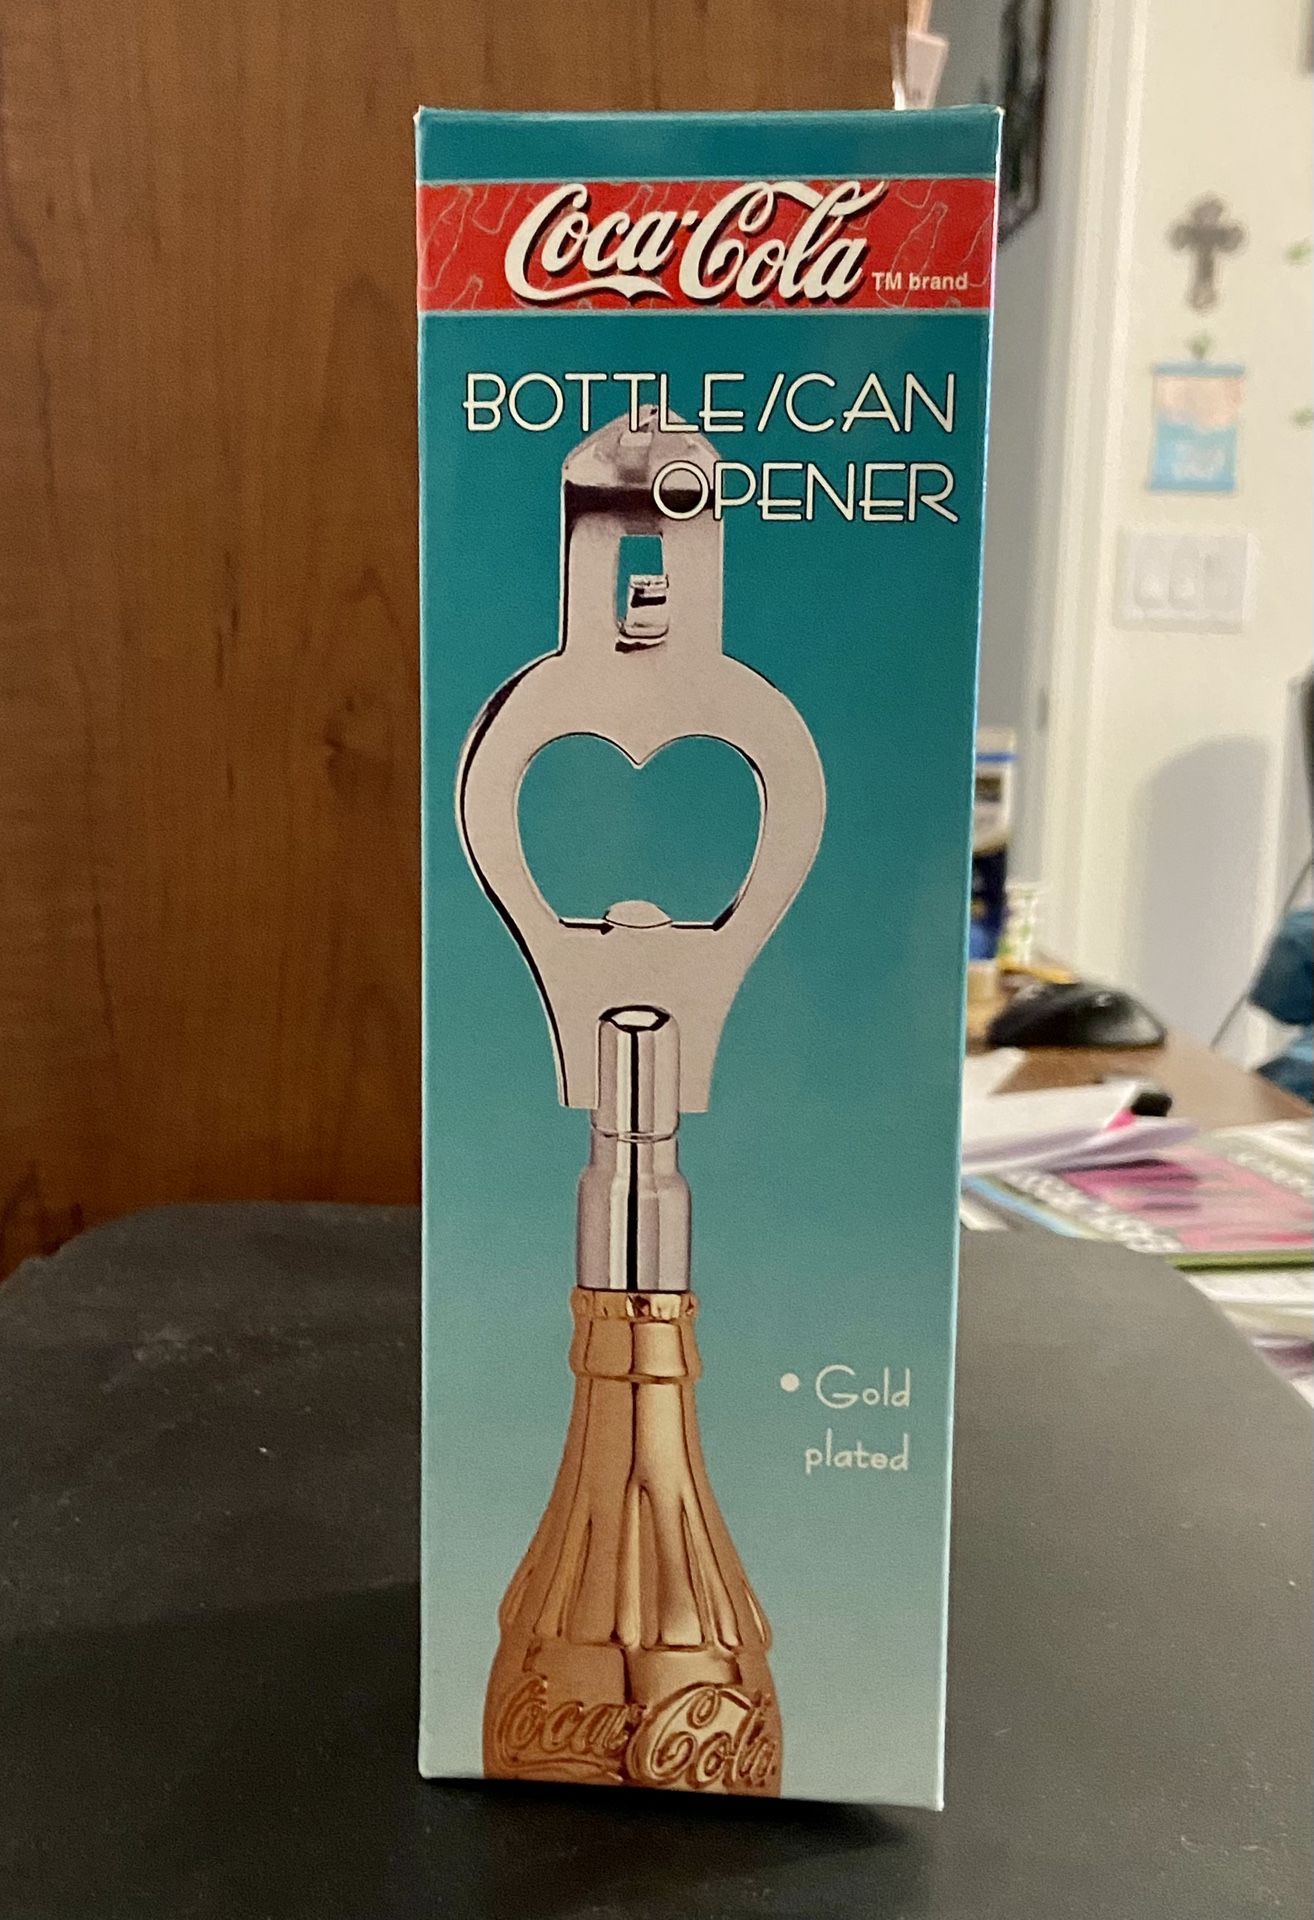 Coca-Cola TM brand
BOTTLE/CAN
OPENER
• Gold
plated
Coca-Cola